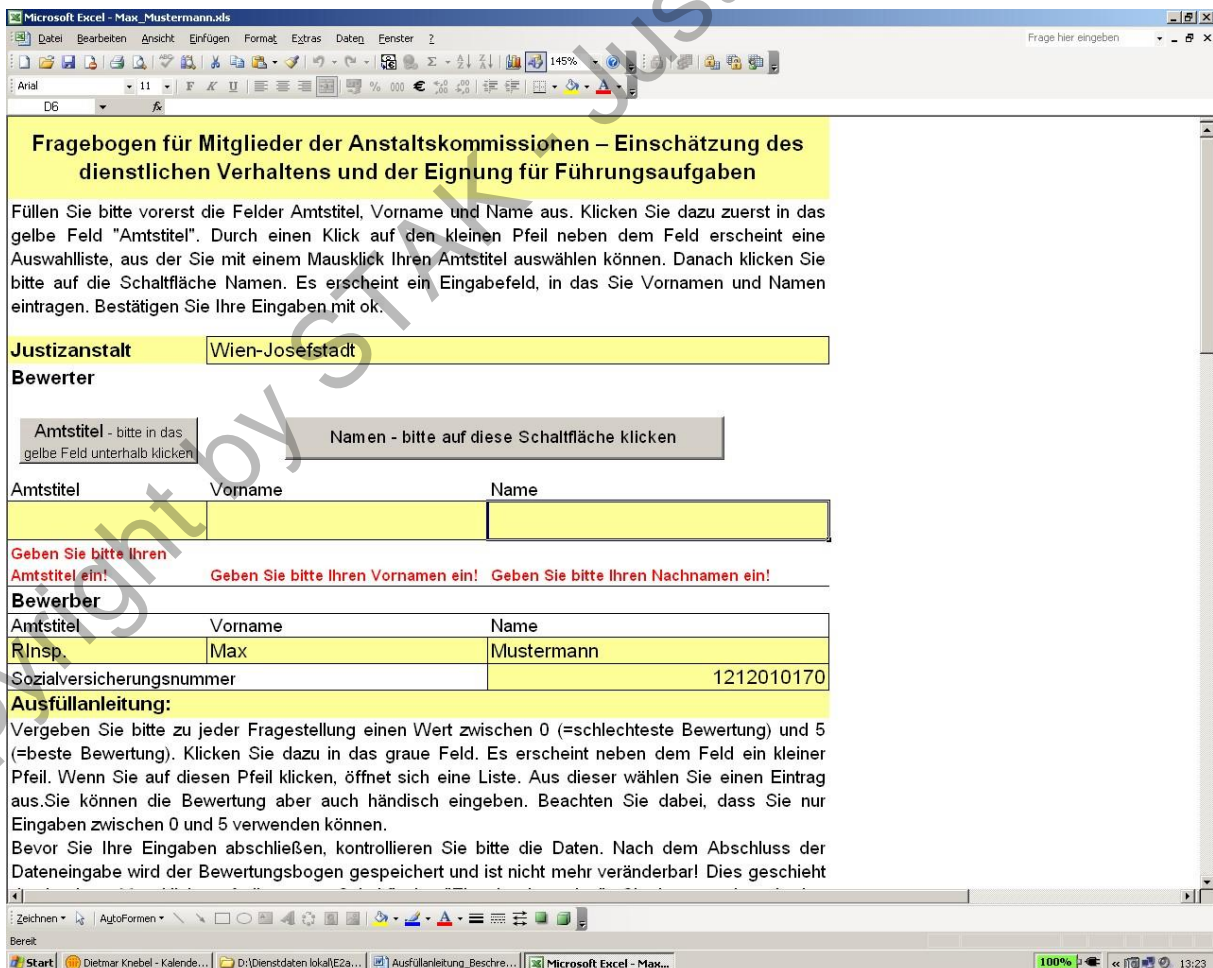 Microsoft Excel - Max_Mustermann.xls
Datei Bearbeiten Ansicht Einfügen Format Extras Daten Fenster ?
Frage hier eingeben
145%
Arial 11 F K U % 000 €
D6 fx
Fragebogen für Mitglieder der Anstaltskommissionen – Einschätzung des
dienstlichen Verhaltens und der Eignung für Führungsaufgaben
Füllen Sie bitte vorerst die Felder Amtstitel, Vorname und Name aus. Klicken Sie dazu zuerst in das
gelbe Feld "Amtstitel". Durch einen Klick auf den kleinen Pfeil neben dem Feld erscheint eine
Auswahlliste, aus der Sie mit einem Mausklick Ihren Amtstitel auswählen können. Danach klicken Sie
bitte auf die Schaltfläche Namen. Es erscheint ein Eingabefeld, in das Sie Vornamen und Namen
eintragen. Bestätigen Sie Ihre Eingaben mit ok.
Justizanstalt Wien-Josefstadt
Bewerter
Amtstitel - bitte in das
gelbe Feld unterhalb klicken
Namen - bitte auf diese Schaltfläche klicken
Amtstitel Vorname Name
Geben Sie bitte Ihren
Amtstitel ein! Geben Sie bitte Ihren Vornamen ein! Geben Sie bitte Ihren Nachnamen ein!
Bewerber
Amtstitel Vorname Name
RInsp. Max Mustermann
Sozialversicherungsnummer 1212010170
Ausfüllanleitung:
Vergeben Sie bitte zu jeder Fragestellung einen Wert zwischen 0 (=schlechteste Bewertung) und 5
(=beste Bewertung). Klicken Sie dazu in das graue Feld. Es erscheint neben dem Feld ein kleiner
Pfeil. Wenn Sie auf diesen Pfeil klicken, öffnet sich eine Liste. Aus dieser wählen Sie einen Eintrag
aus.Sie können die Bewertung aber auch händisch eingeben. Beachten Sie dabei, dass Sie nur
Eingaben zwischen 0 und 5 verwenden können.
Bevor Sie Ihre Eingaben abschließen, kontrollieren Sie bitte die Daten. Nach dem Abschluss der
Dateneingabe wird der Bewertungsbogen gespeichert und ist nicht mehr veränderbar! Dies geschieht
Zeichnen AutoFormen
Bereit
Start Dietmar Knebel - Kalende... D:\Dienstdaten lokal\E2a... Ausfüllanleitung_Beschre... Microsoft Excel - Max... 100% 13:23
pyright by STAK - Jus